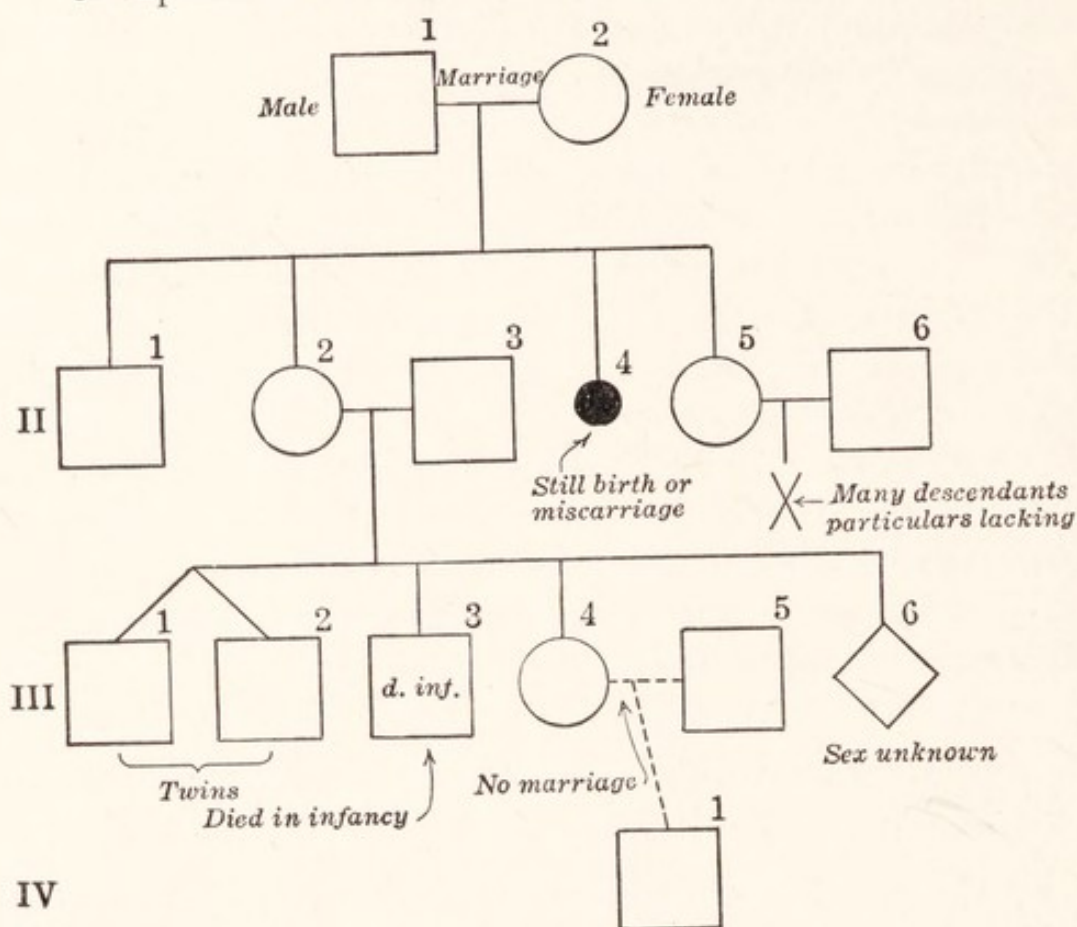 1
2
Marriage
Male
Female
1
2
3
4
5
6
II
Still birth or
miscarriage
Many descendants
particulars lacking
1
2
3
4
5
6
III
d. inf.
Sex unknown
Twins
No marriage
Died in infancy
1
IV